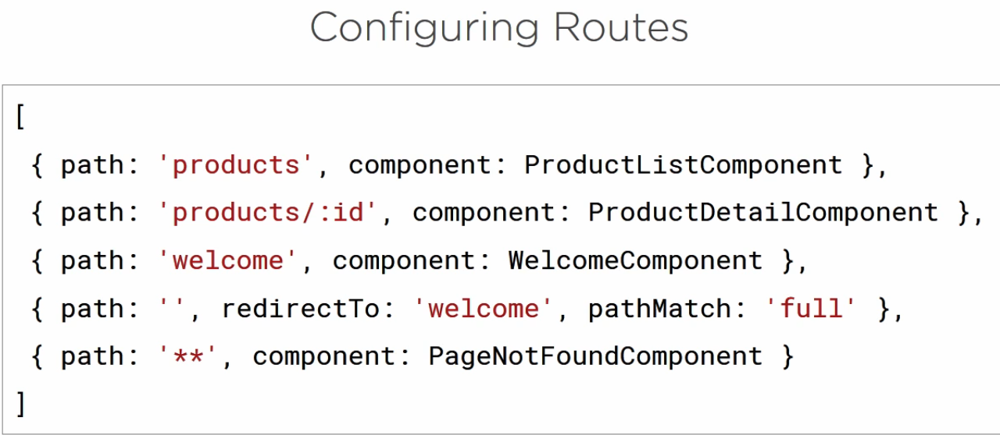 Configuring Routes
[
{ path: 'products', component: ProductListComponent },
{ path: 'products/:id', component: ProductDetailComponent },
{ path: 'welcome', component: WelcomeComponent },
{ path: '', redirectTo: 'welcome', pathMatch: 'full' },
{ path: '**', component: PageNotFoundComponent }
]